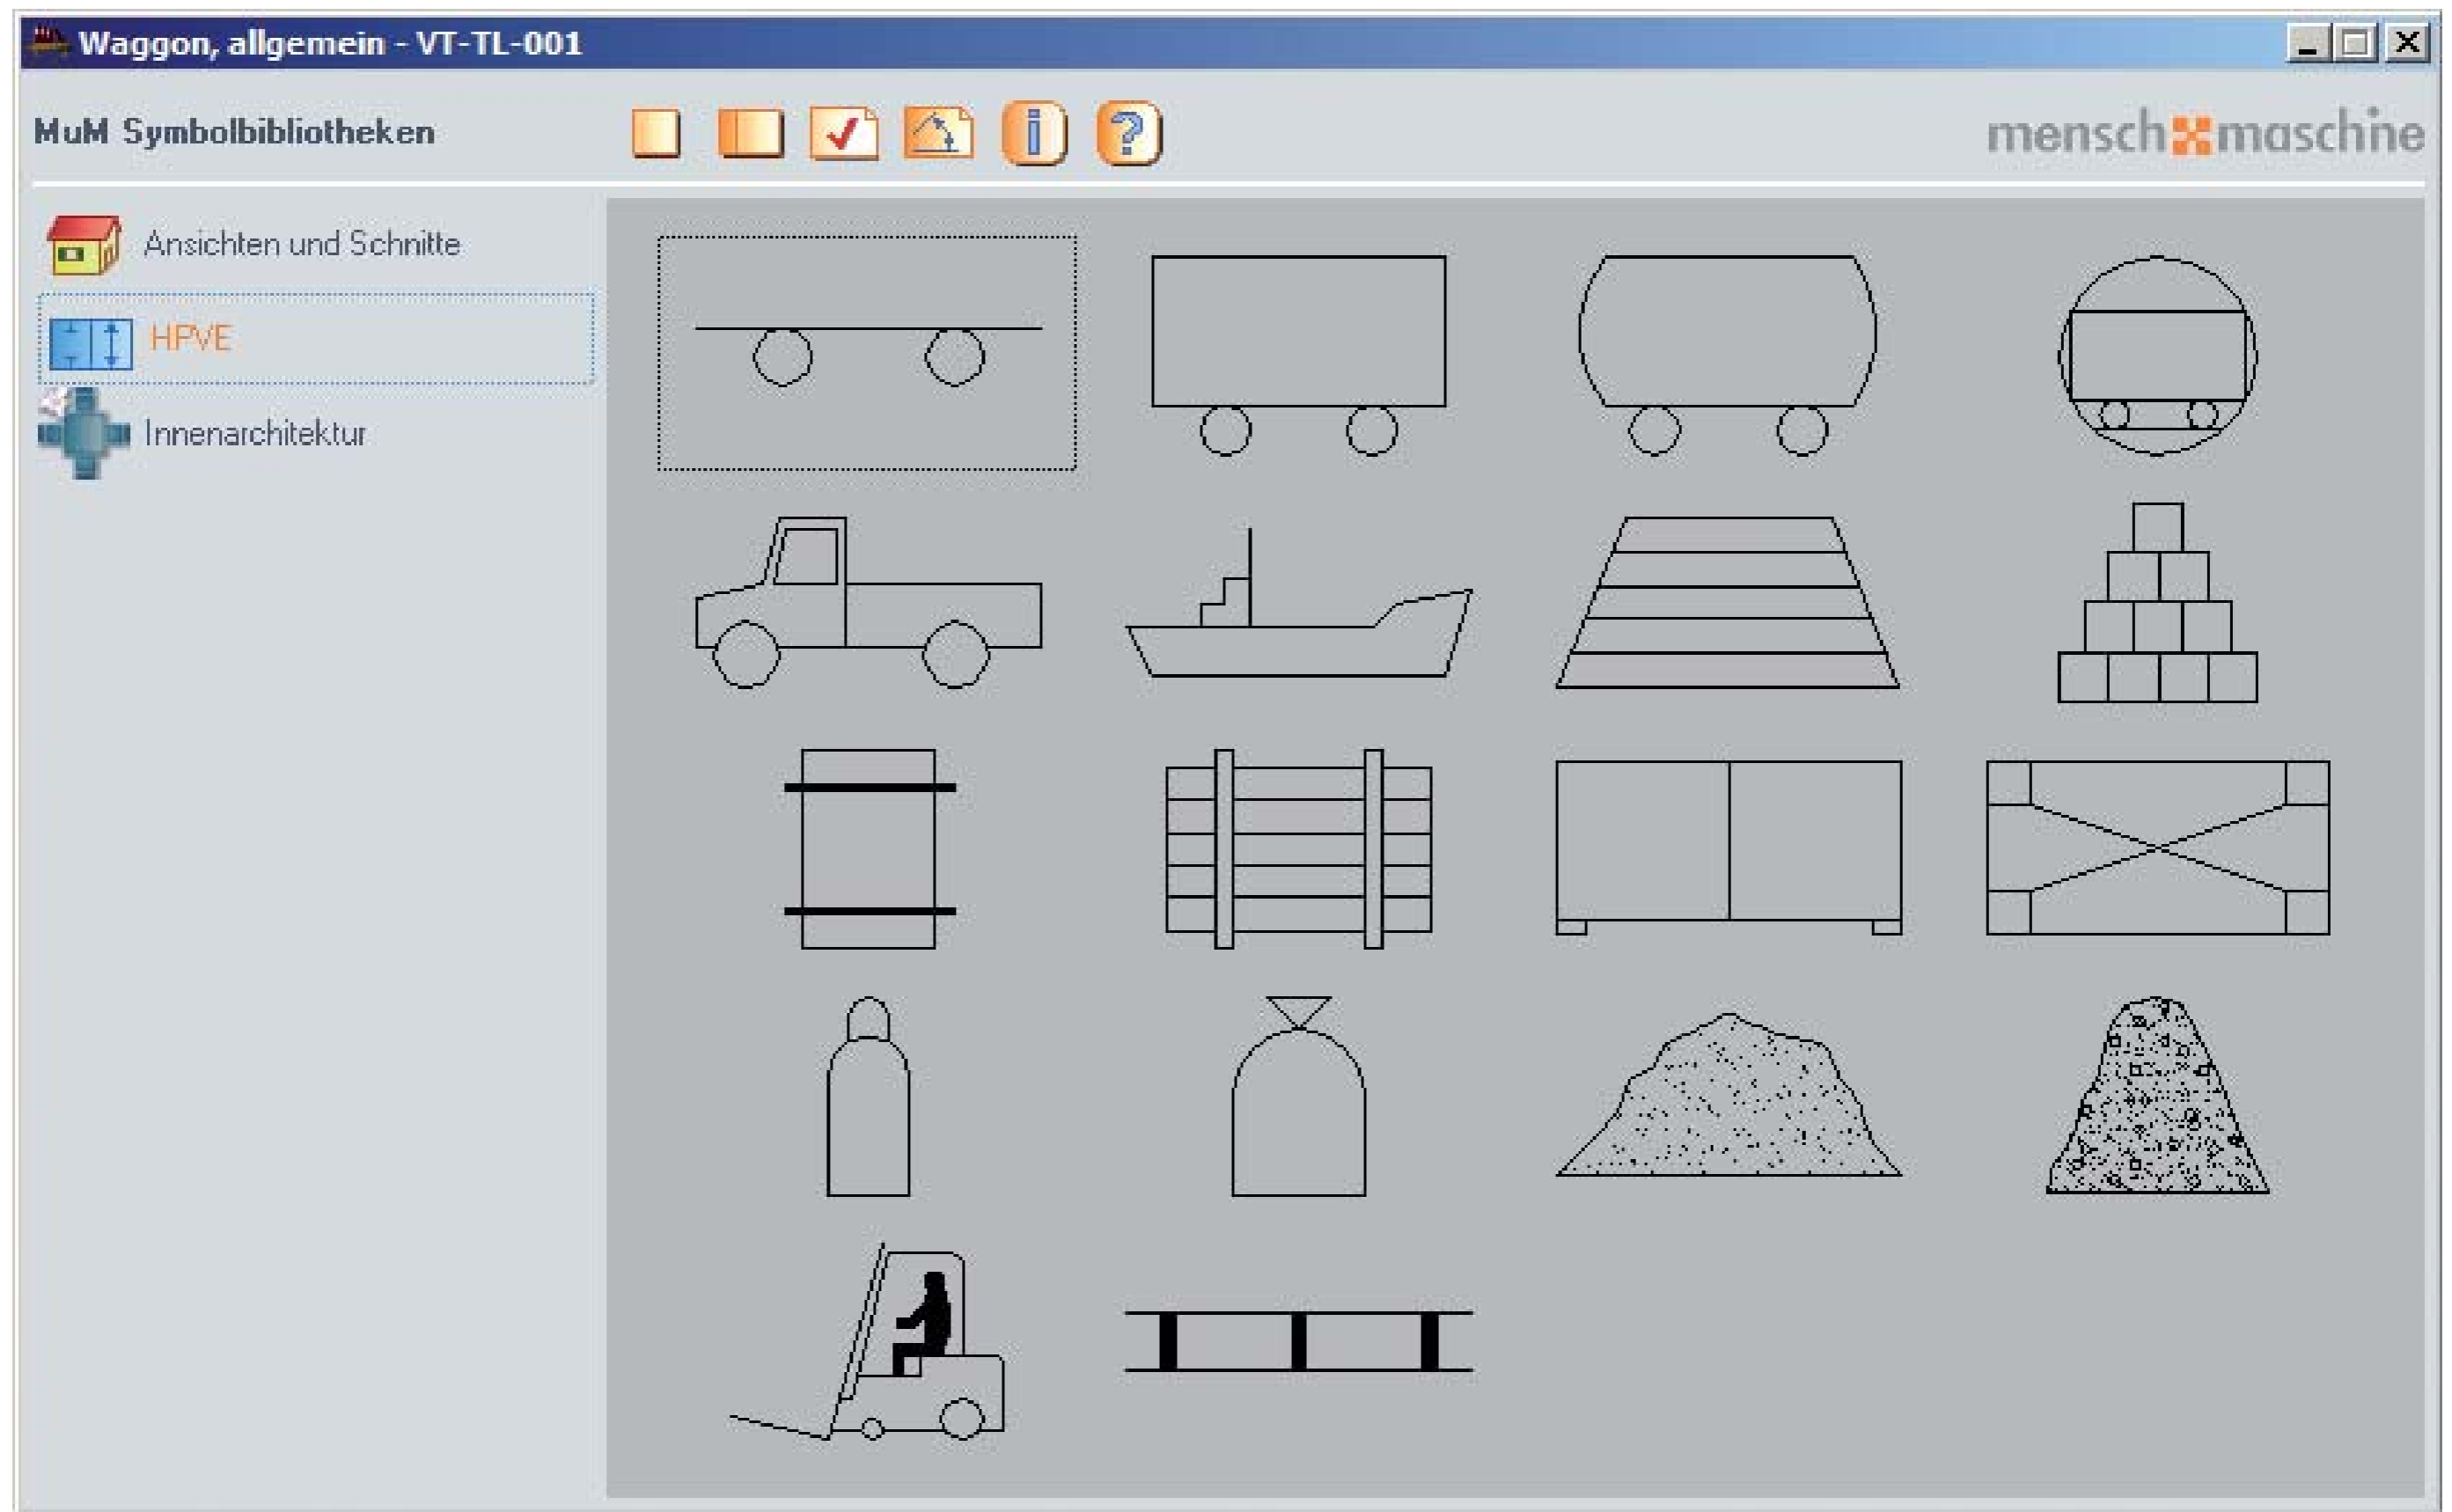 Waggon, allgemein - VT-TL-001
MuM Symbolbibliotheken
mensch maschine
Ansichten und Schnitte
HPVE
Innenarchitektur